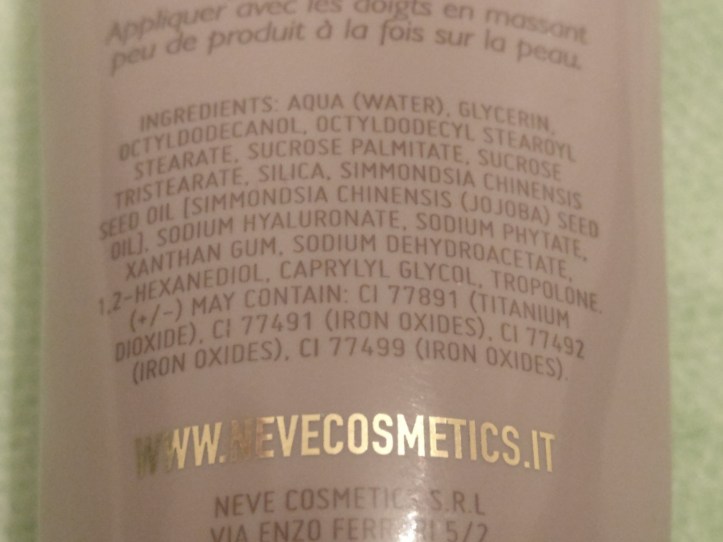 Appliquer avec les doigts en massant
peu de produit à la fois sur la peau.
INGREDIENTS: AQUA (WATER), GLYCERIN,
OCTYLDODECANOL, OCTYLDODECYL STEAROYL
STEARATE, SUCROSE PALMITATE, SUCROSE
TRISTEARATE, SILICA, SIMMONDSIA CHINENSIS
SEED OIL [SIMMONDSIA CHINENSIS (JOJOBA) SEED
OIL], SODIUM HYALURONATE, SODIUM PHYTATE,
XANTHAN GUM, SODIUM DEHYDROACETATE,
1,2-HEXANEDIOL, CAPRYLYL GLYCOL, TROPOLONE.
(+/-) MAY CONTAIN: CI 77891 (TITANIUM
DIOXIDE), CI 77491 (IRON OXIDES), CI 77492
(IRON OXIDES), CI 77499 (IRON OXIDES).
WWW.NEVECOSMETICS.IT
NEVE COSMETICS S.R.L
VIA ENZO FERRARI 5/2